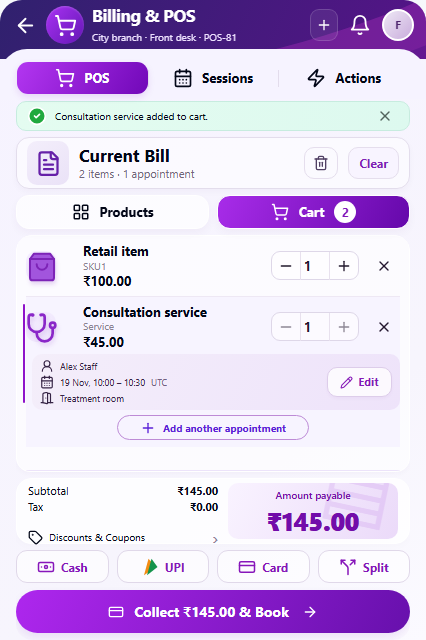 Billing & POS
City branch · Front desk · POS-81
F
POS
Sessions
Actions
Consultation service added to cart.
Current Bill
2 items · 1 appointment
Clear
Products
Cart 2
Retail item
SKU1
₹100.00
1
Consultation service
Service
₹45.00
1
Alex Staff
19 Nov, 10:00 – 10:30 UTC
Treatment room
Edit
Add another appointment
Subtotal ₹145.00
Tax ₹0.00
Discounts & Coupons
Amount payable
₹145.00
Cash
UPI
Card
Split
Collect ₹145.00 & Book